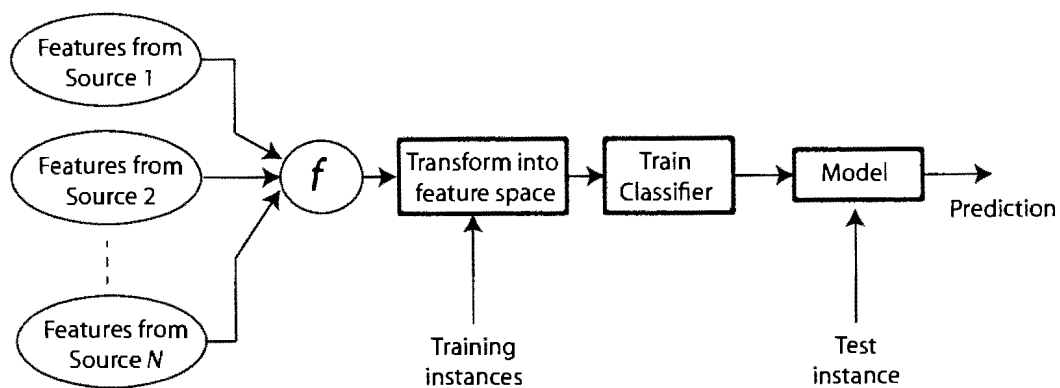 Features from
Source 1
Features from
Source 2
Features from
Source N
f
Transform into
feature space
Train
Classifier
Model
Prediction
Training
instances
Test
instance